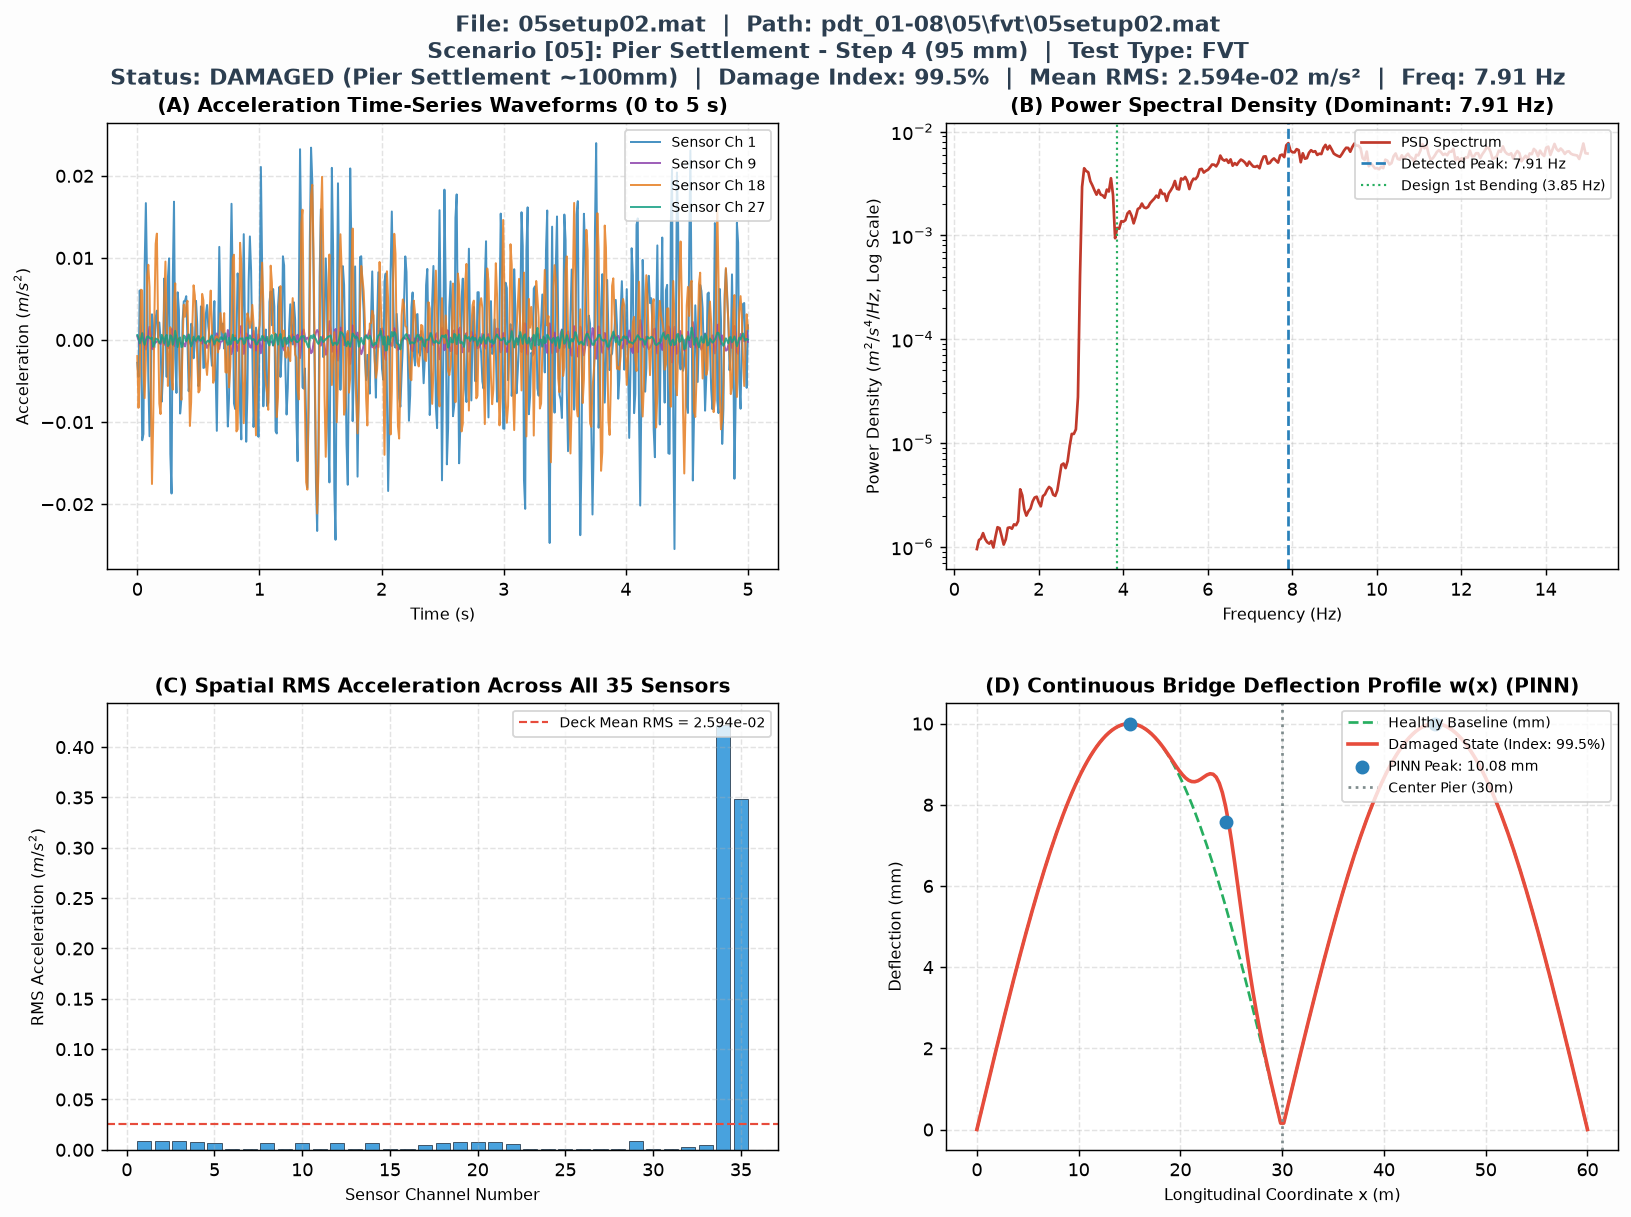 File: 05setup02.mat | Path: pdt_01-08\05\fvt\05setup02.mat
Scenario [05]: Pier Settlement - Step 4 (95 mm) | Test Type: FVT
Status: DAMAGED (Pier Settlement ~100mm) | Damage Index: 99.5% | Mean RMS: 2.594e-02 m/s² | Freq: 7.91 Hz
(A) Acceleration Time-Series Waveforms (0 to 5 s)
Sensor Ch 1
Sensor Ch 9
Sensor Ch 18
Sensor Ch 27
0.02
0.01
0.00
−0.01
−0.02
Acceleration (m/s²)
0 1 2 3 4 5
Time (s)
(B) Power Spectral Density (Dominant: 7.91 Hz)
PSD Spectrum
Detected Peak: 7.91 Hz
Design 1st Bending (3.85 Hz)
10⁻²
10⁻³
10⁻⁴
10⁻⁵
10⁻⁶
Power Density (m²/s⁴/Hz, Log Scale)
0 2 4 6 8 10 12 14
Frequency (Hz)
(C) Spatial RMS Acceleration Across All 35 Sensors
Deck Mean RMS = 2.594e-02
0.40
0.35
0.30
0.25
0.20
0.15
0.10
0.05
0.00
RMS Acceleration (m/s²)
0 5 10 15 20 25 30 35
Sensor Channel Number
(D) Continuous Bridge Deflection Profile w(x) (PINN)
Healthy Baseline (mm)
Damaged State (Index: 99.5%)
PINN Peak: 10.08 mm
Center Pier (30m)
10
8
6
4
2
0
Deflection (mm)
0 10 20 30 40 50 60
Longitudinal Coordinate x (m)